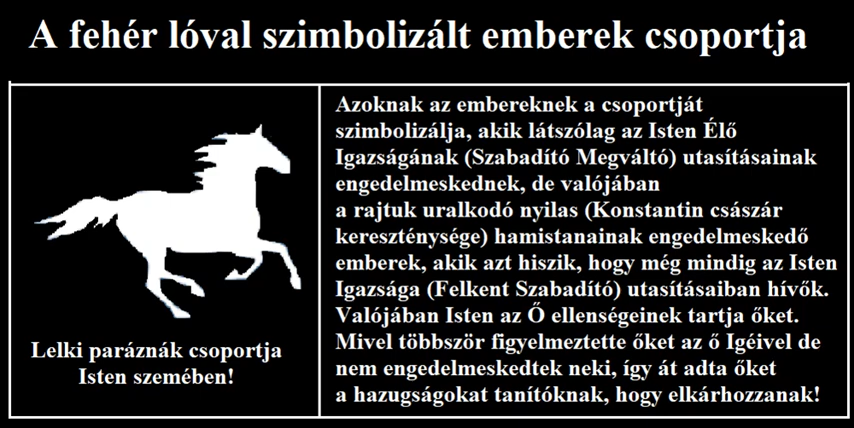 A fehér lóval szimbolizált emberek csoportja
Lelki paráznák csoportja
Isten szemében!
Azoknak az embereknek a csoportját
szimbolizálja, akik látszólag az Isten Élő
Igazságának (Szabadító Megváltó) utasításainak
engedelmeskednek, de valójában
a rajtuk uralkodó nyilas (Konstantin császár
kereszténysége) hamistanainak engedelmeskedő
emberek, akik azt hiszik, hogy még mindig az Isten
Igazsága (Felkent Szabadító) utasításaiban hívők.
Valójában Isten az Ő ellenségeinek tartja őket.
Mivel többször figyelmeztette őket az ő Igéivel de
nem engedelmeskedtek neki, így át adta őket
a hazugságokat tanítóknak, hogy elkárhozzanak!